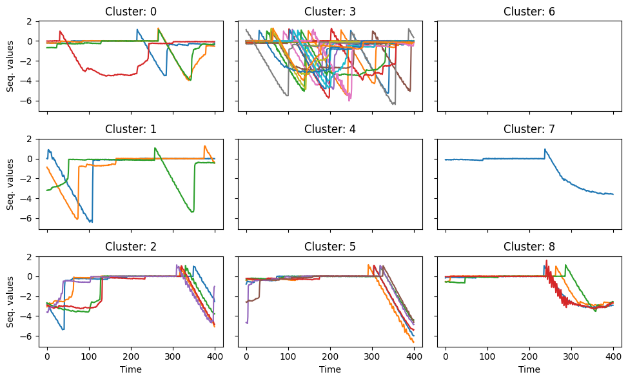 Cluster: 0 Cluster: 3 Cluster: 6
2
0
−2
−4
−6
Seq. values
Cluster: 1 Cluster: 4 Cluster: 7
2
0
−2
−4
−6
Seq. values
Cluster: 2 Cluster: 5 Cluster: 8
2
0
−2
−4
−6
Seq. values
0 100 200 300 400 0 100 200 300 400 0 100 200 300 400
Time Time Time